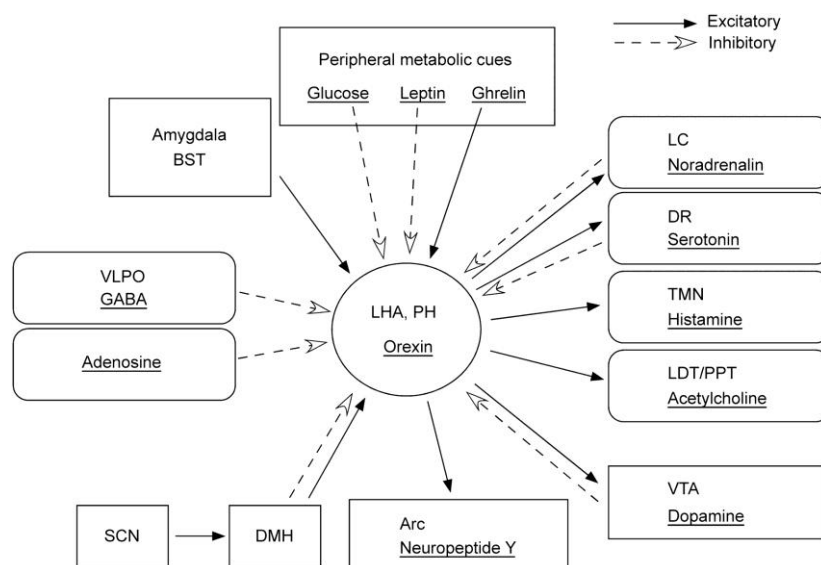 Excitatory
Inhibitory
Peripheral metabolic cues
Glucose Leptin Ghrelin
Amygdala
BST
LC
Noradrenalin
DR
Serotonin
VLPO
GABA
Adenosine
LHA, PH
Orexin
TMN
Histamine
LDT/PPT
Acetylcholine
SCN
DMH
Arc
Neuropeptide Y
VTA
Dopamine